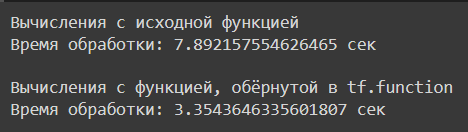 Вычисления с исходной функцией
Время обработки: 7.892157554626465 сек
Вычисления с функцией, обёрнутой в tf.function
Время обработки: 3.3543646335601807 сек